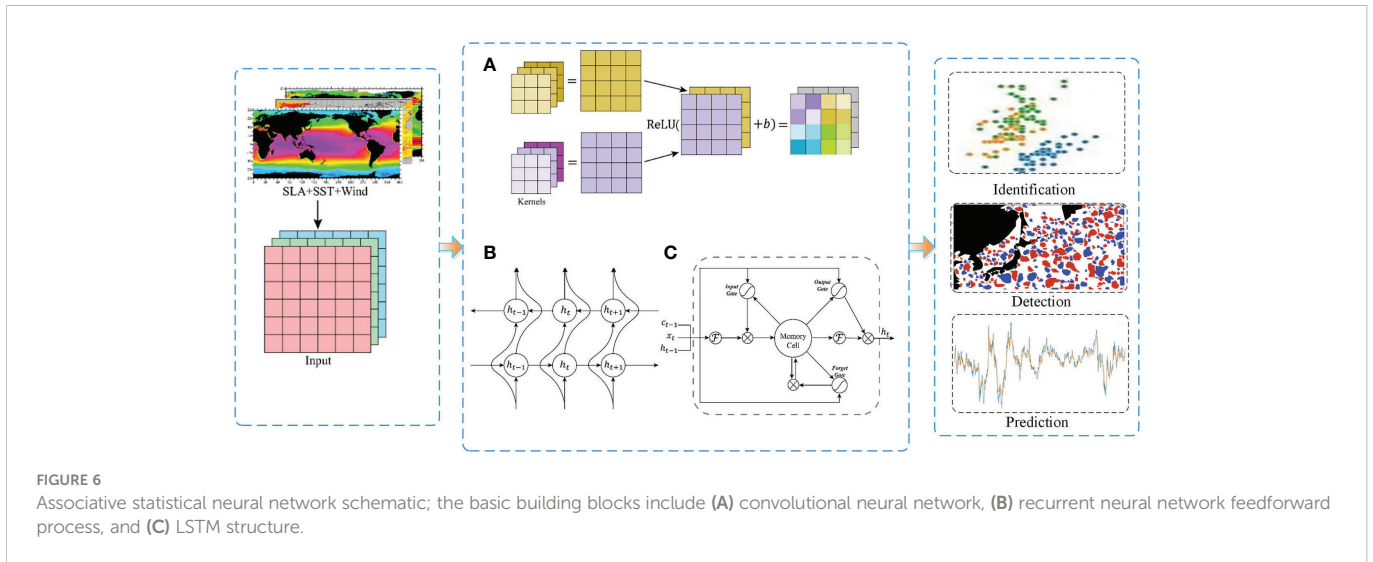 A
ReLU(
+b)=
=
=
Kernels
SLA+SST+Wind
Input
B
h_{t-1} h_t h_{t+1}
h_{t-1} h_t h_{t+1}
C
Input Gate
Output Gate
c_{t-1}
x_t
h_{t-1}
ℱ
Memory Cell
ℱ
h_t
Forget Gate
Identification
Detection
Prediction
FIGURE 6
Associative statistical neural network schematic; the basic building blocks include (A) convolutional neural network, (B) recurrent neural network feedforward
process, and (C) LSTM structure.